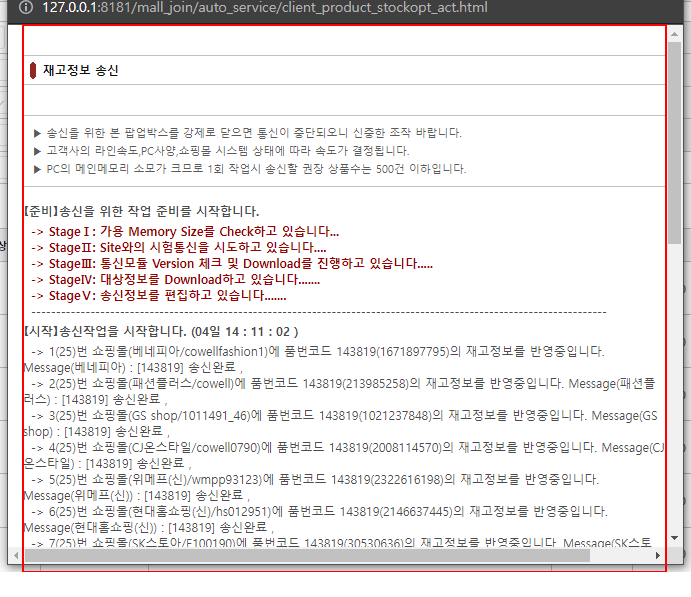 127.0.0.1:8181/mall_join/auto_service/client_product_stockopt_act.html
재고정보 송신
▶ 송신을 위한 본 팝업박스를 강제로 닫으면 통신이 중단되오니 신중한 조작 바랍니다.
▶ 고객사의 라인속도,PC사양,쇼핑몰 시스템 상태에 따라 속도가 결정됩니다.
▶ PC의 메인메모리 소모가 크므로 1회 작업시 송신할 권장 상품수는 500건 이하입니다.
[준비]송신을 위한 작업 준비를 시작합니다.
-> StageⅠ: 가용 Memory Size를 Check하고 있습니다...
-> StageⅡ: Site와의 시험통신을 시도하고 있습니다....
-> StageⅢ: 통신모듈 Version 체크 및 Download를 진행하고 있습니다.....
-> StageⅣ: 대상정보를 Download하고 있습니다.......
-> StageⅤ: 송신정보를 편집하고 있습니다.......
[시작]송신작업을 시작합니다. (04일 14 : 11 : 02 )
-> 1(25)번 쇼핑몰(베네피아/cowellfashion1)에 품번코드 143819(1671897795)의 재고정보를 반영중입니다.
Message(베네피아) : [143819] 송신완료 ,
-> 2(25)번 쇼핑몰(패션플러스/cowell)에 품번코드 143819(213985258)의 재고정보를 반영중입니다. Message(패션플
러스) : [143819] 송신완료 ,
-> 3(25)번 쇼핑몰(GS shop/1011491_46)에 품번코드 143819(1021237848)의 재고정보를 반영중입니다. Message(GS
shop) : [143819] 송신완료 ,
-> 4(25)번 쇼핑몰(CJ온스타일/cowell0790)에 품번코드 143819(2008114570)의 재고정보를 반영중입니다. Message(CJ
온스타일) : [143819] 송신완료 ,
-> 5(25)번 쇼핑몰(위메프(신)/wmpp93123)에 품번코드 143819(2322616198)의 재고정보를 반영중입니다.
Message(위메프(신)) : [143819] 송신완료 ,
-> 6(25)번 쇼핑몰(현대홈쇼핑(신)/hs012951)에 품번코드 143819(2146637445)의 재고정보를 반영중입니다.
Message(현대홈쇼핑(신)) : [143819] 송신완료 ,
-> 7(25)번 쇼핑몰(SK스토아/E100190)에 품번코드 143819(30530636)의 재고정보를 반영중입니다. Message(SK스토